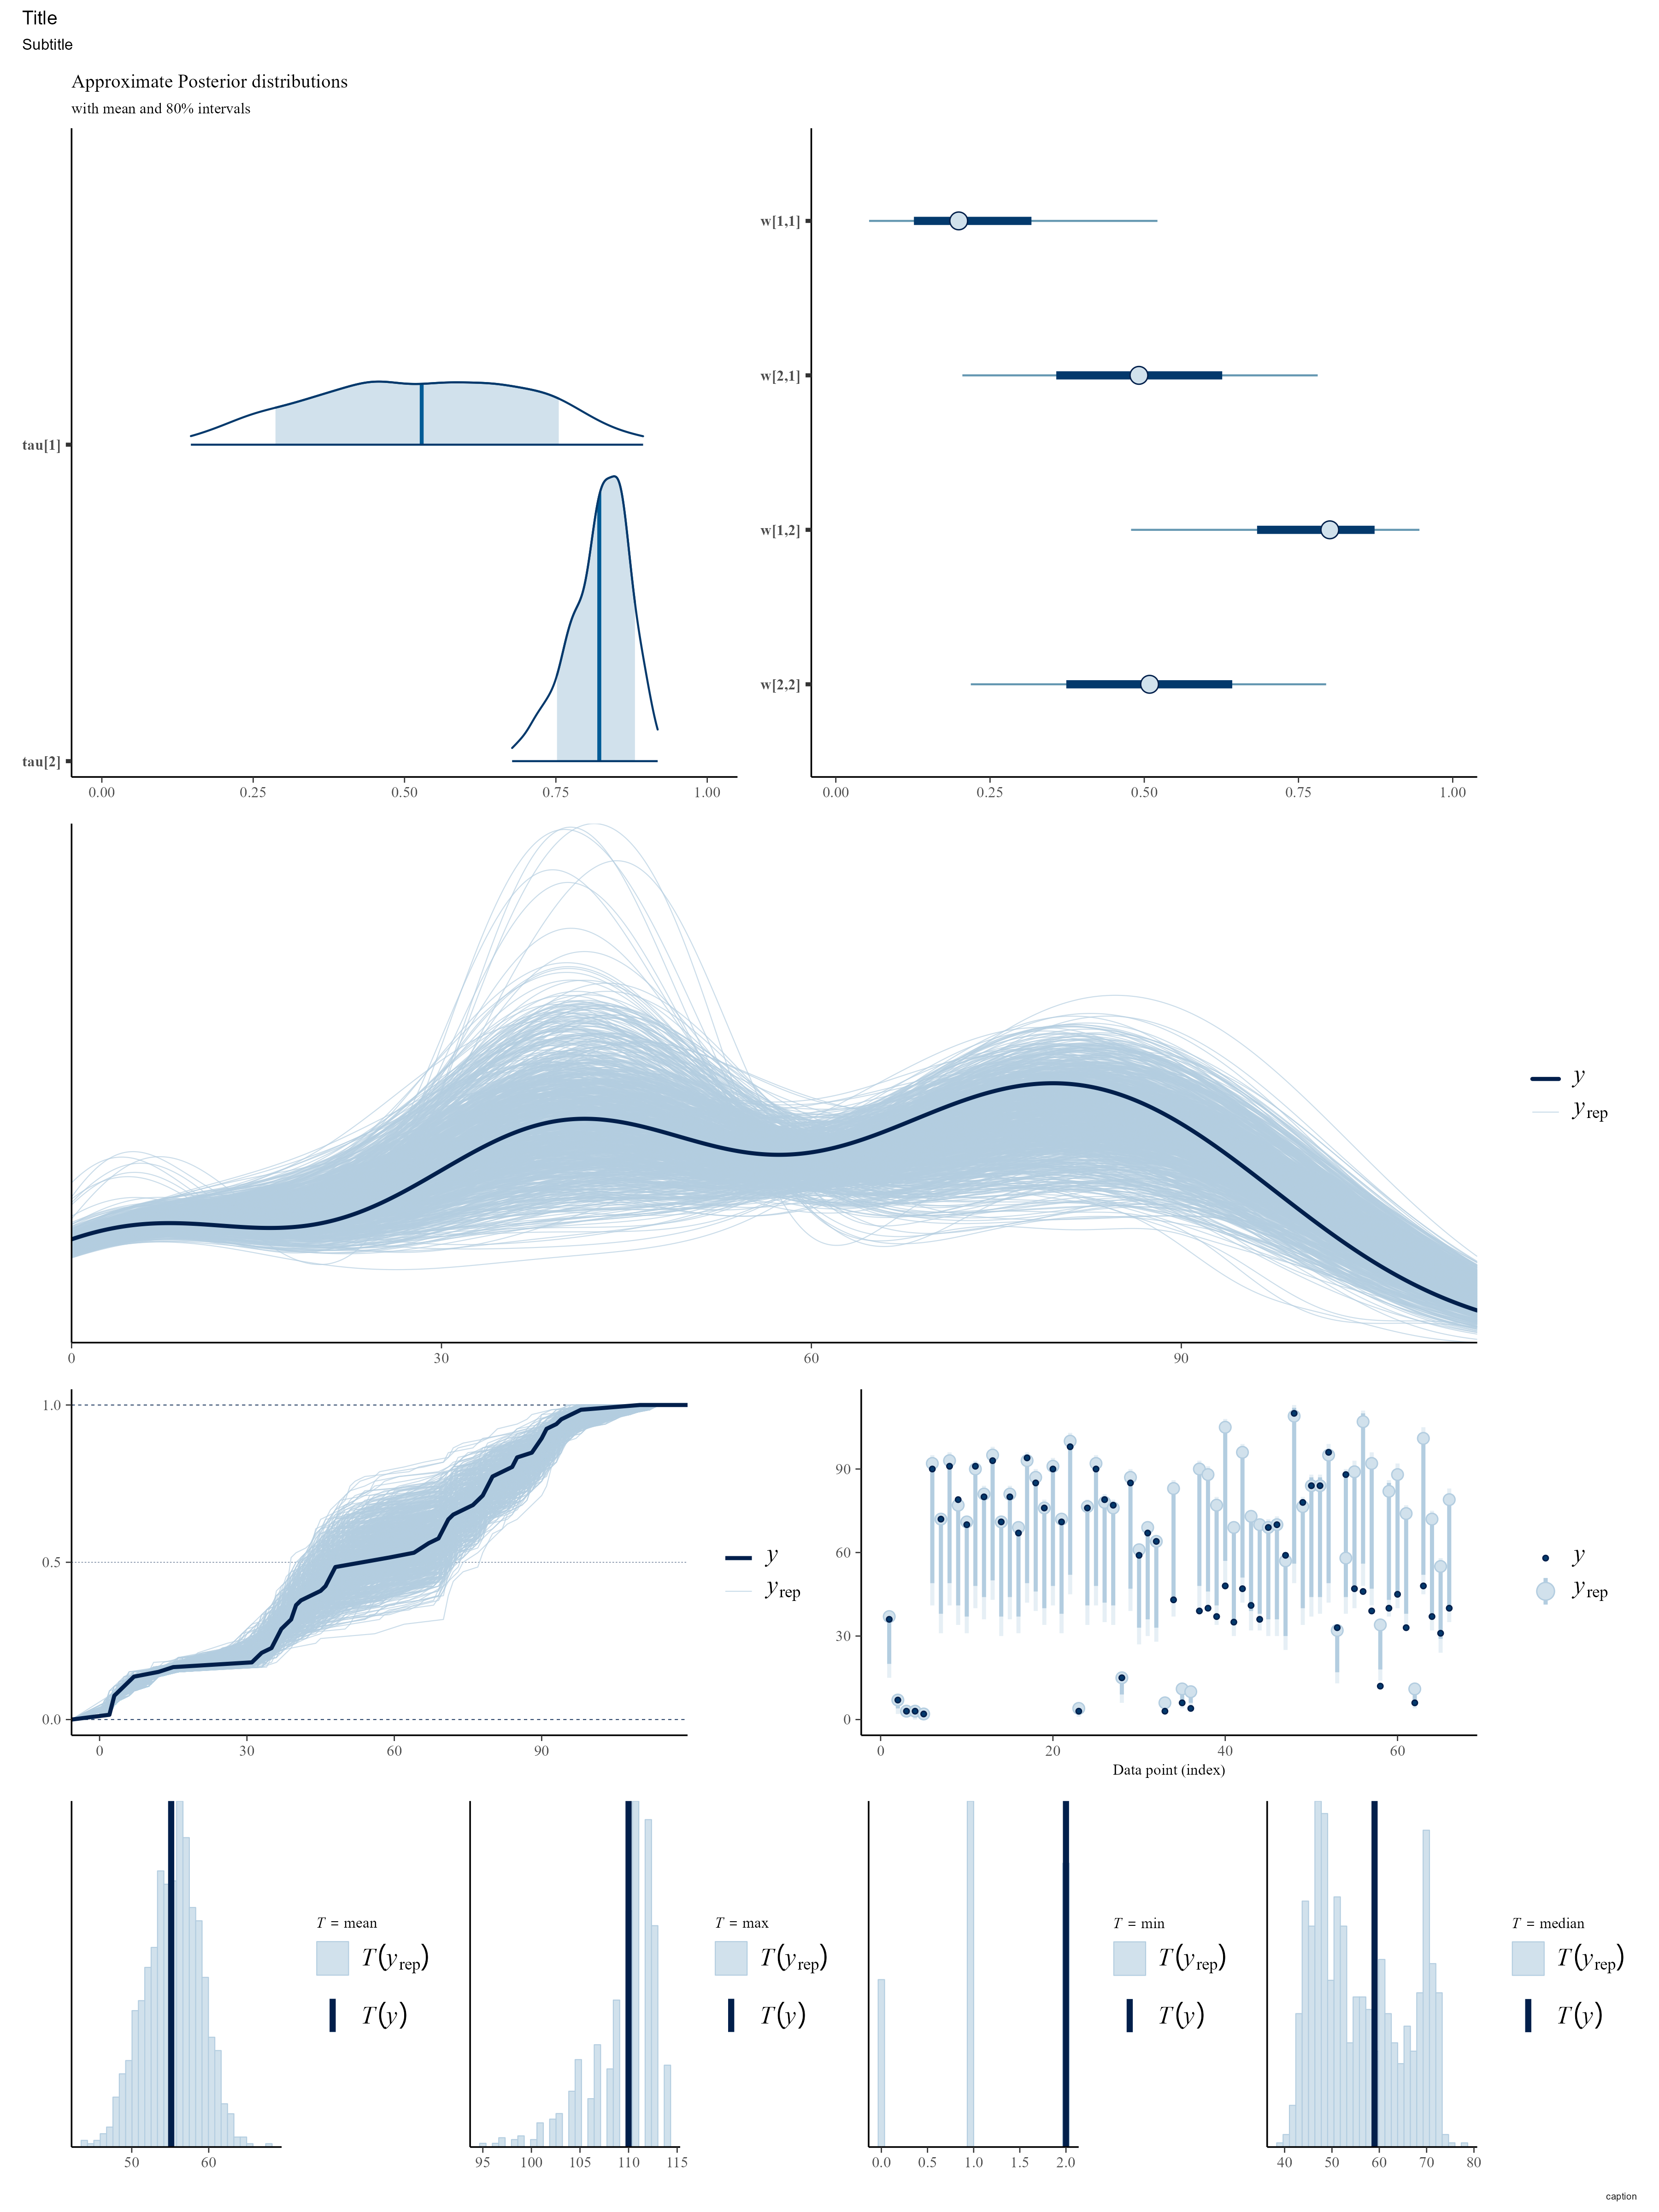 Title
Subtitle
Approximate Posterior distributions
with mean and 80% intervals
tau[1]
tau[2]
0.00 0.25 0.50 0.75 1.00
w[1,1]
w[2,1]
w[1,2]
w[2,2]
0.00 0.25 0.50 0.75 1.00
y
yrep
0 30 60 90
1.0
0.5
0.0
0 30 60 90
y
yrep
90
60
30
0
0 20 40 60
Data point (index)
y
yrep
T = mean
T(yrep)
T(y)
50 60
T = max
T(yrep)
T(y)
95 100 105 110 115
T = min
T(yrep)
T(y)
0.0 0.5 1.0 1.5 2.0
T = median
T(yrep)
T(y)
40 50 60 70 80
caption